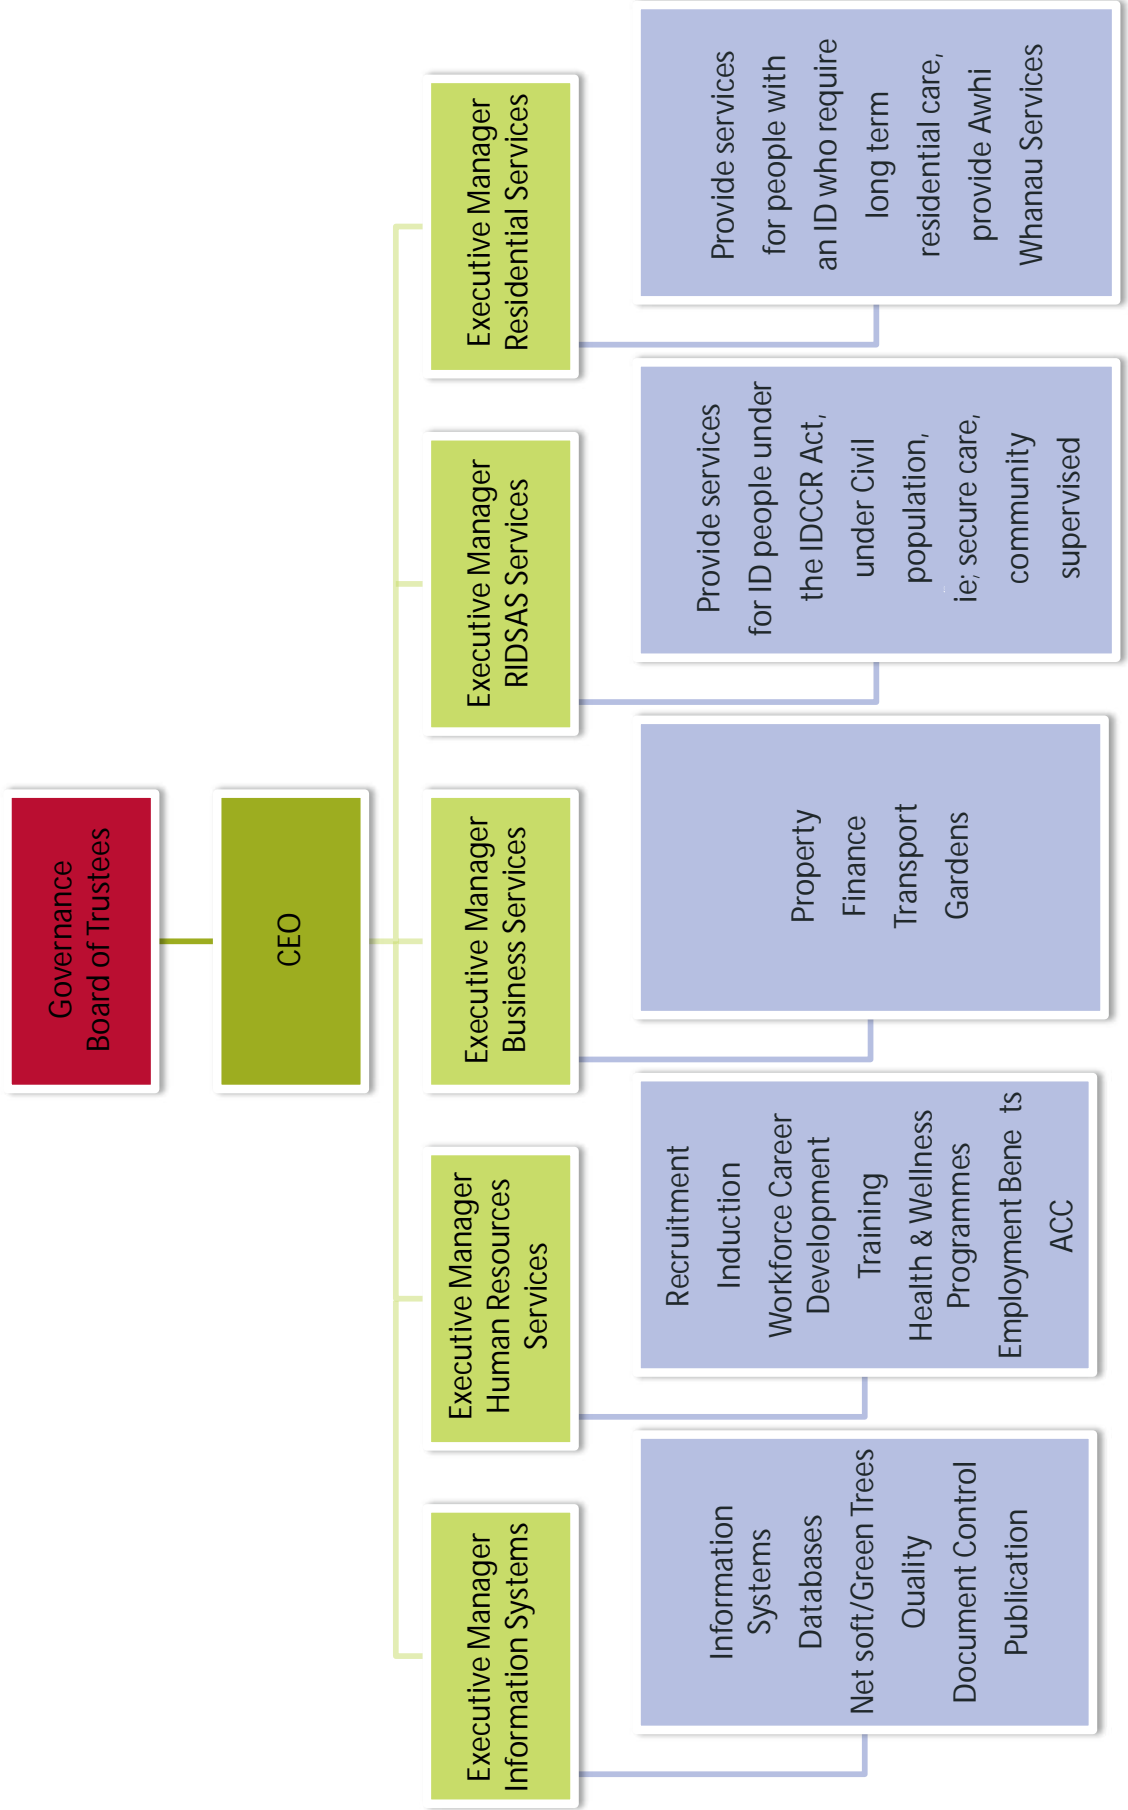 Governance
Board of Trustees
CEO
Executive Manager
Information Systems
Executive Manager
Human Resources
Services
Executive Manager
Business Services
Executive Manager
RIDSAS Services
Executive Manager
Residential Services
Information
Systems
Databases
Net soft/Green Trees
Quality
Document Control
Publication
Recruitment
Induction
Workforce Career
Development
Training
Health & Wellness
Programmes
Employment Bene ts
ACC
Property
Finance
Transport
Gardens
Provide services
for ID people under
the IDCCR Act,
under Civil
population,
ie; secure care,
community
supervised
Provide services
for people with
an ID who require
long term
residential care,
provide Awhi
Whanau Services